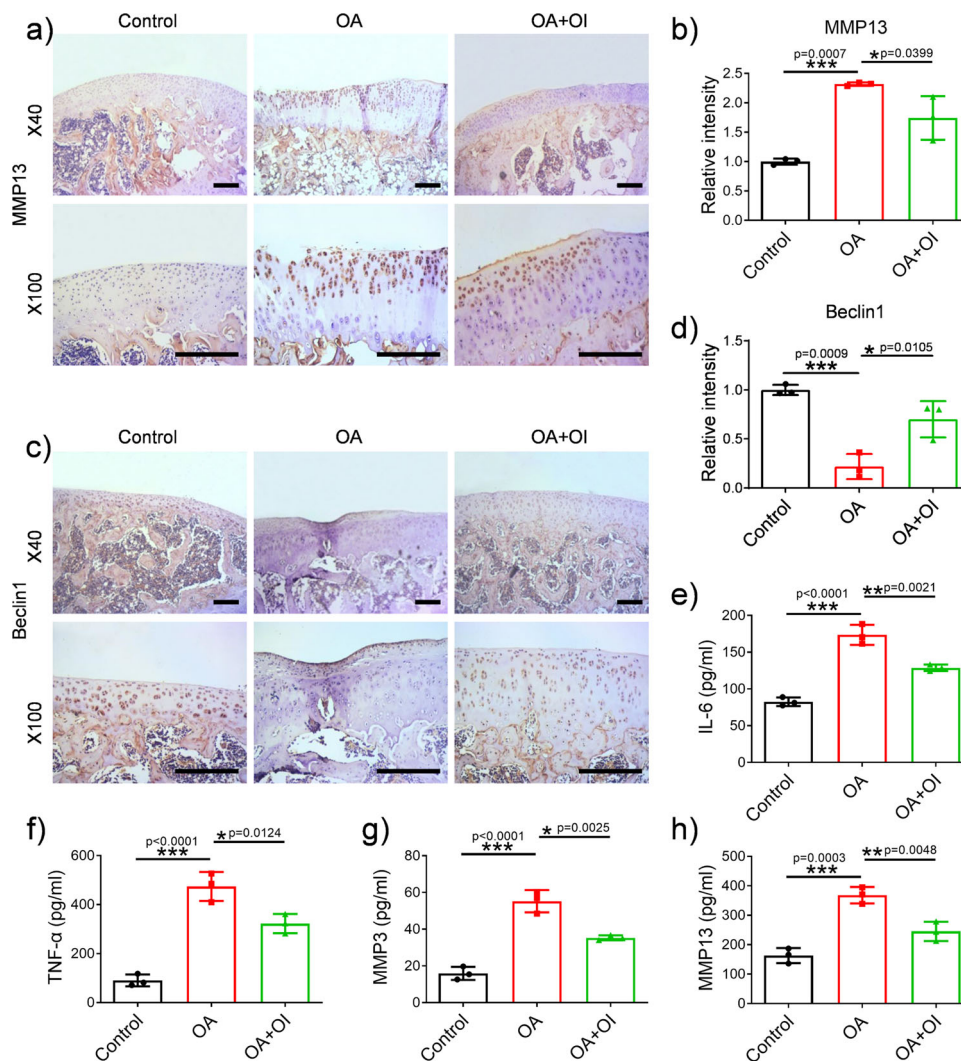 a)
Control
OA
OA+OI
MMP13
X40
X100
b)
MMP13
p=0.0007
***
* p=0.0399
Relative intensity
2.5
2.0
1.5
1.0
0.5
0.0
Control
OA
OA+OI
c)
Control
OA
OA+OI
Beclin1
X40
X100
d)
Beclin1
p=0.0009
***
* p=0.0105
Relative intensity
1.5
1.0
0.5
0.0
Control
OA
OA+OI
e)
p<0.0001
***
** p=0.0021
IL-6 (pg/ml)
200
150
100
50
0
Control
OA
OA+OI
f)
p<0.0001
***
* p=0.0124
TNF-α (pg/ml)
600
400
200
0
Control
OA
OA+OI
g)
p<0.0001
***
* p=0.0025
MMP3 (pg/ml)
80
60
40
20
0
Control
OA
OA+OI
h)
p=0.0003
***
** p=0.0048
MMP13 (pg/ml)
500
400
300
200
100
0
Control
OA
OA+OI